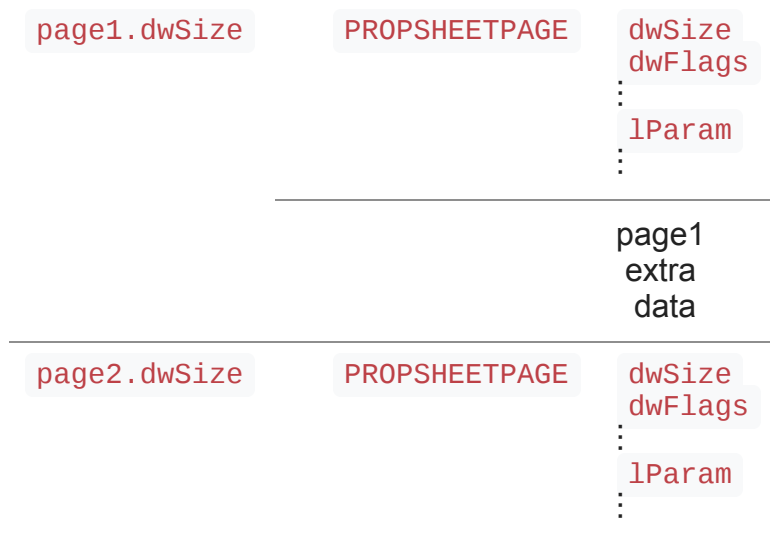 page1.dwSize PROPSHEETPAGE dwSize
dwFlags
⋮
lParam
⋮
page1
extra
data
page2.dwSize PROPSHEETPAGE dwSize
dwFlags
⋮
lParam
⋮